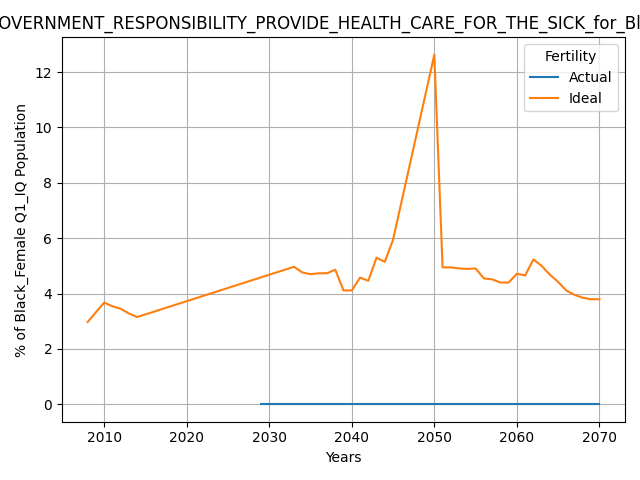 OVERNMENT_RESPONSIBILITY_PROVIDE_HEALTH_CARE_FOR_THE_SICK_for_Bl
Fertility
Actual
Ideal
% of Black_Female Q1_IQ Population
12
10
8
6
4
2
0
2010 2020 2030 2040 2050 2060 2070
Years